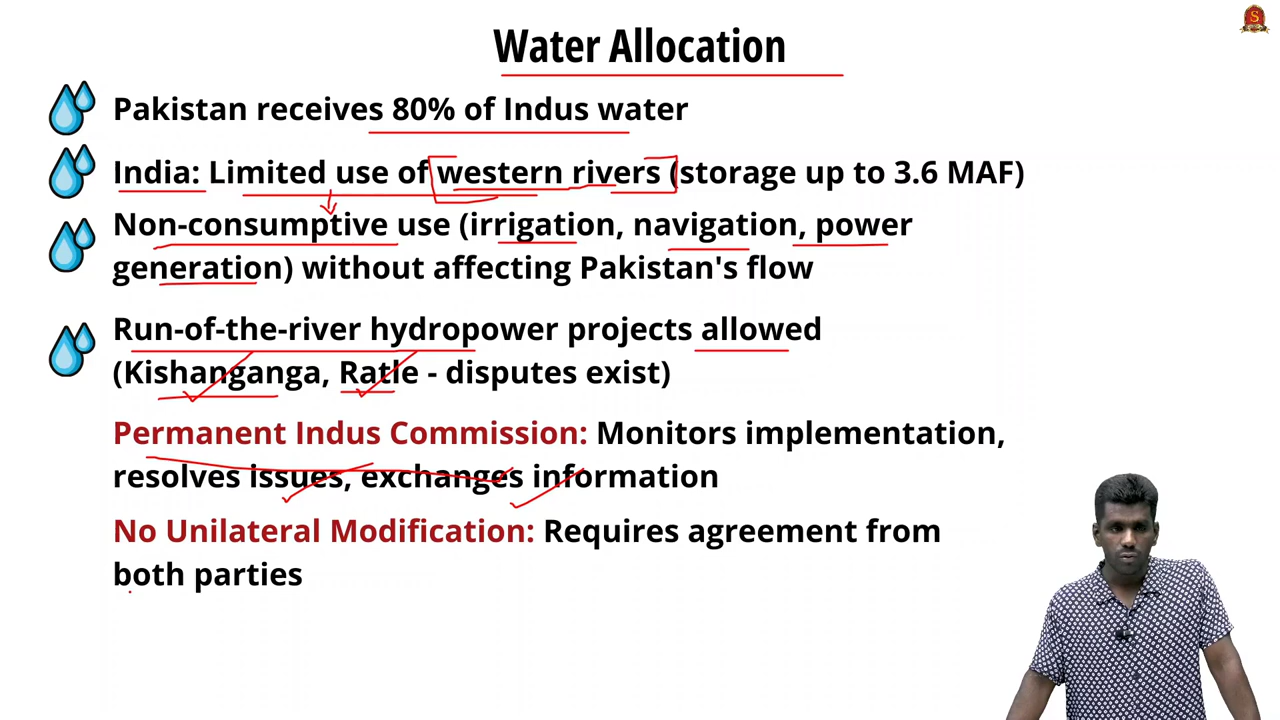 Water Allocation
Pakistan receives 80% of Indus water
India: Limited use of western rivers (storage up to 3.6 MAF)
Non-consumptive use (irrigation, navigation, power
generation) without affecting Pakistan's flow
Run-of-the-river hydropower projects allowed
(Kishanganga, Ratle - disputes exist)
Permanent Indus Commission: Monitors implementation,
resolves issues, exchanges information
No Unilateral Modification: Requires agreement from
both parties